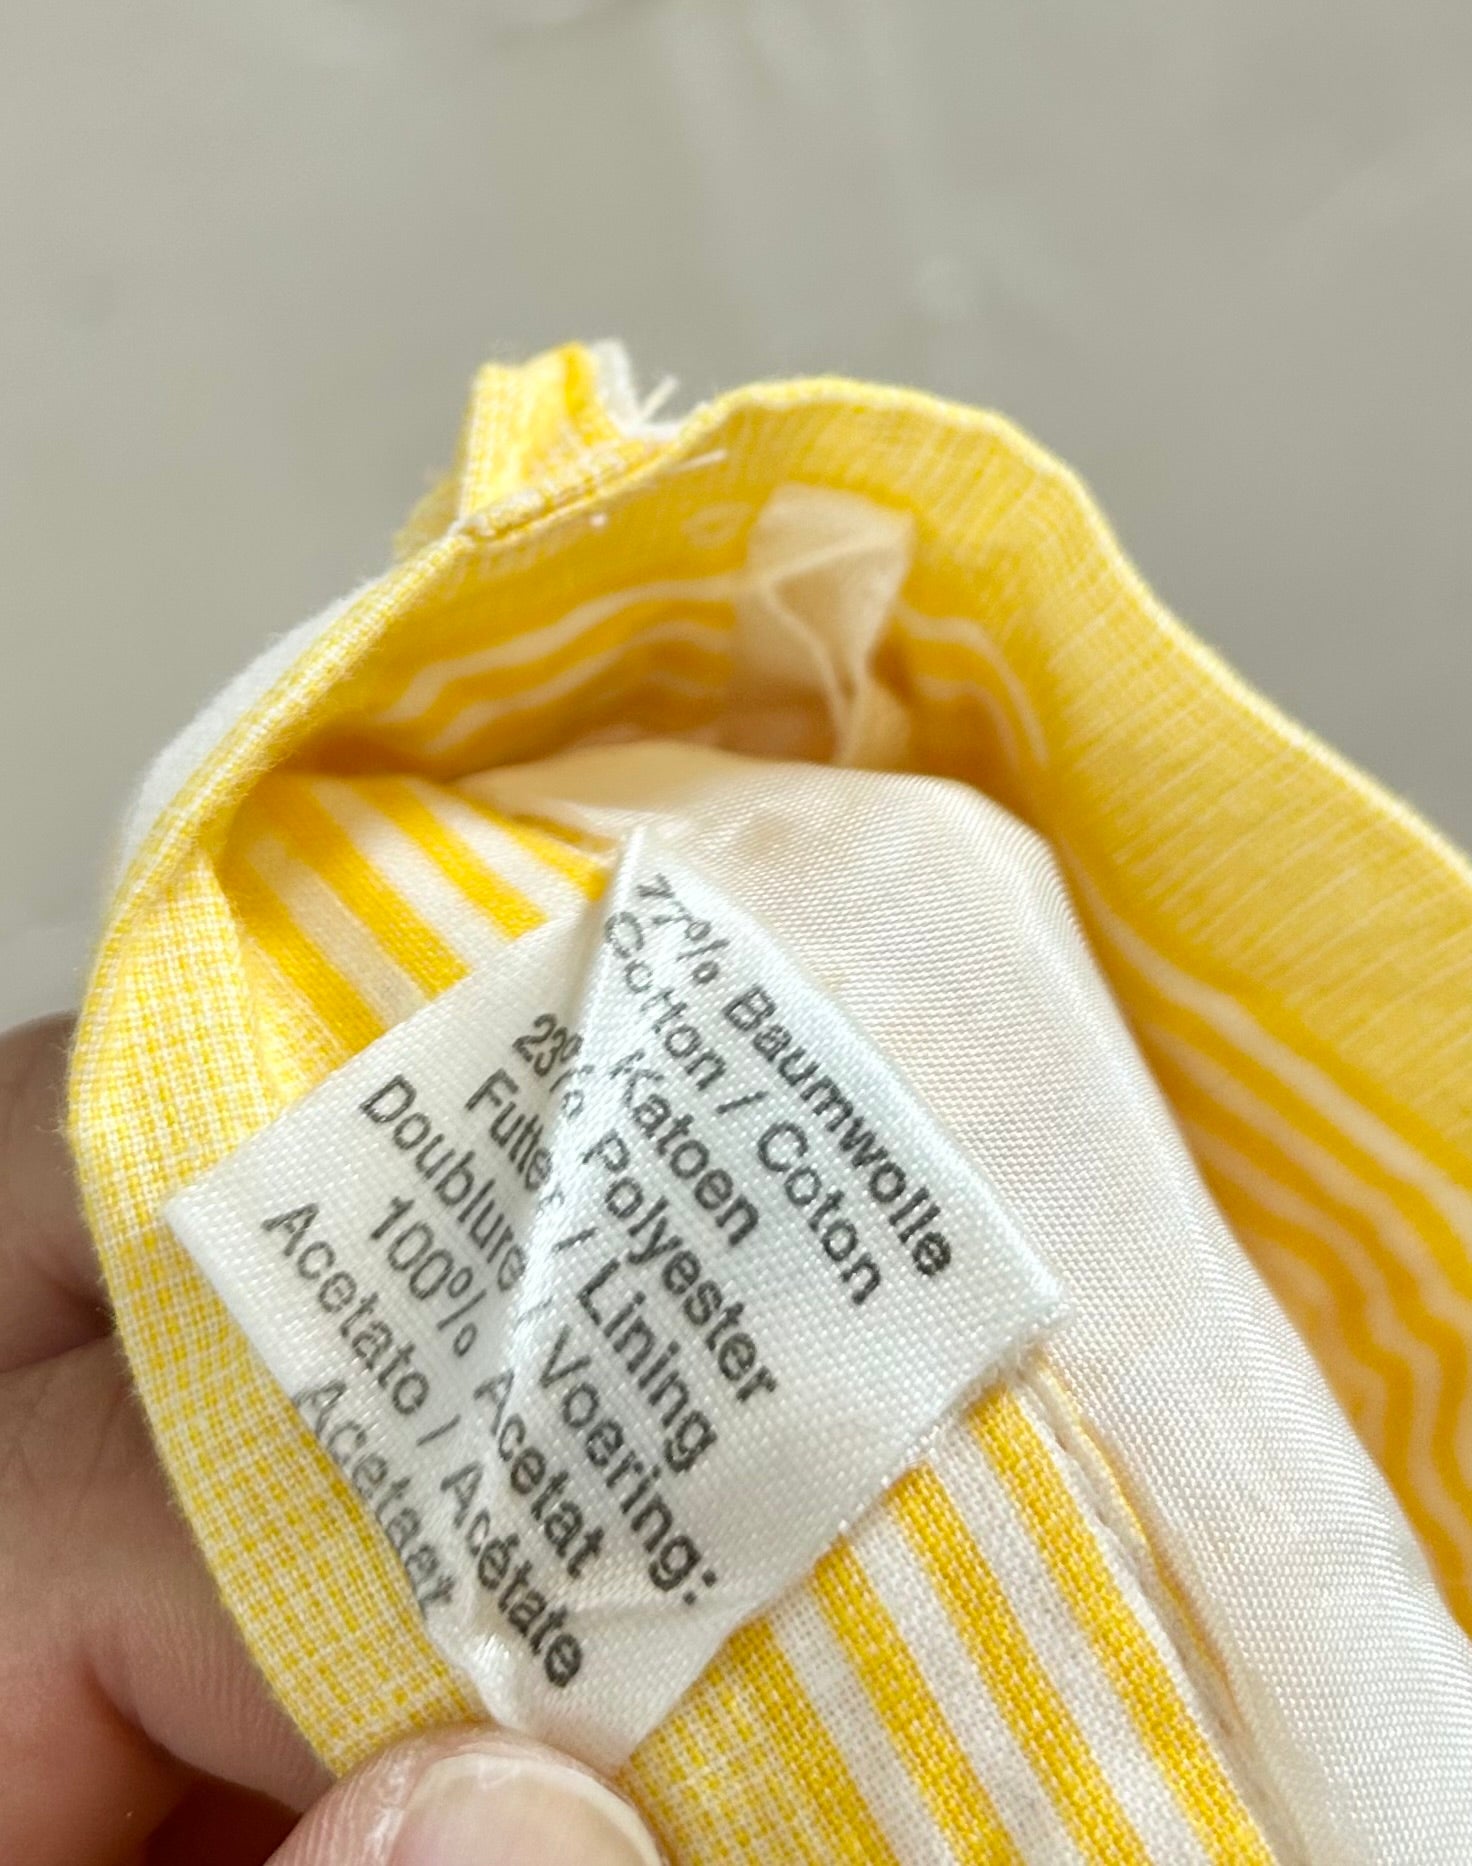 77% Baumwolle
Cotton / Coton
Katoen
23% Polyester
Futter / Lining
Doublure / Voering:
100% Acetat
Acetato / Acétate
Acetaat